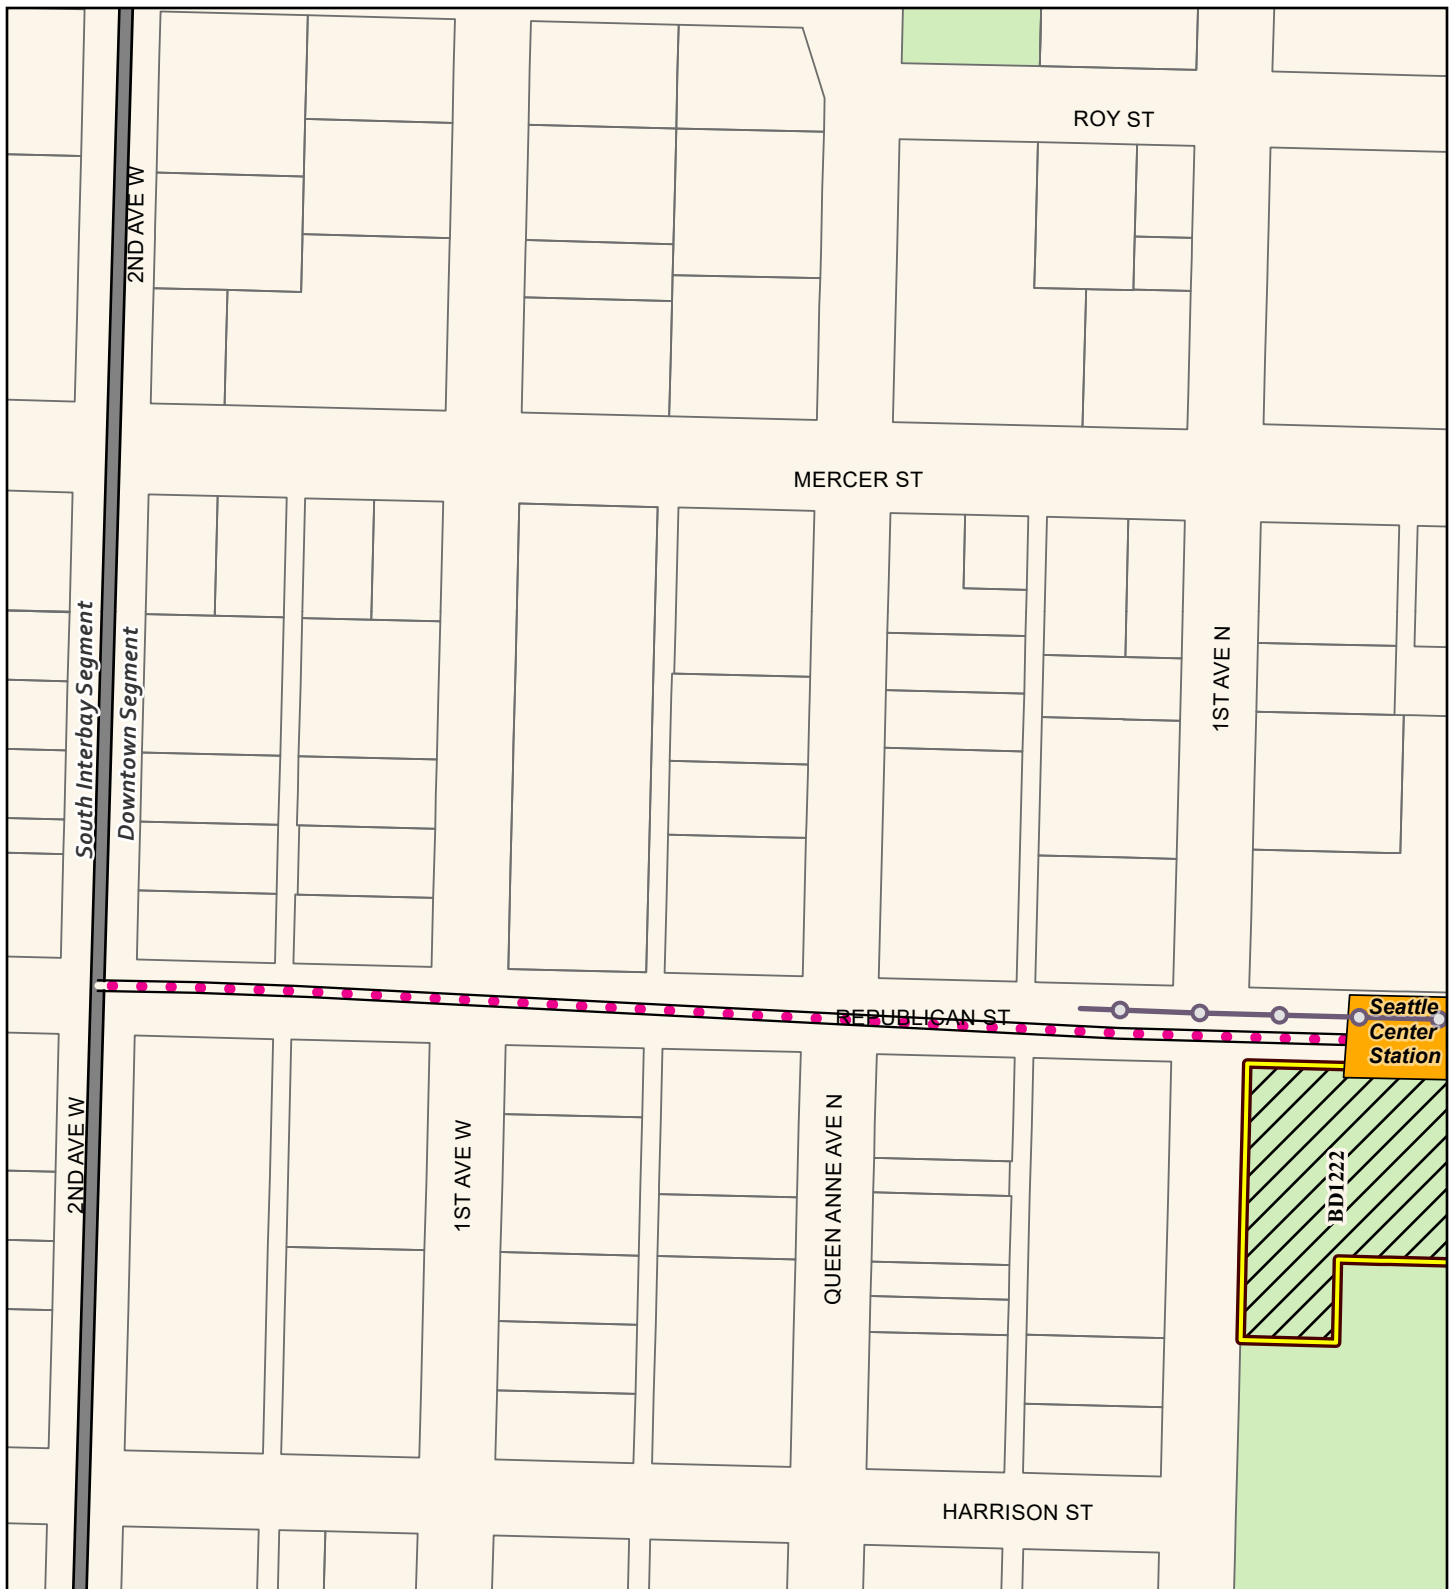 ROY ST
2ND AVE W
MERCER ST
South Interbay Segment
Downtown Segment
1ST AVE N
REPUBLICAN ST
Seattle
Center
Station
2ND AVE W
1ST AVE W
QUEEN ANNE AVE N
BD1222
HARRISON ST